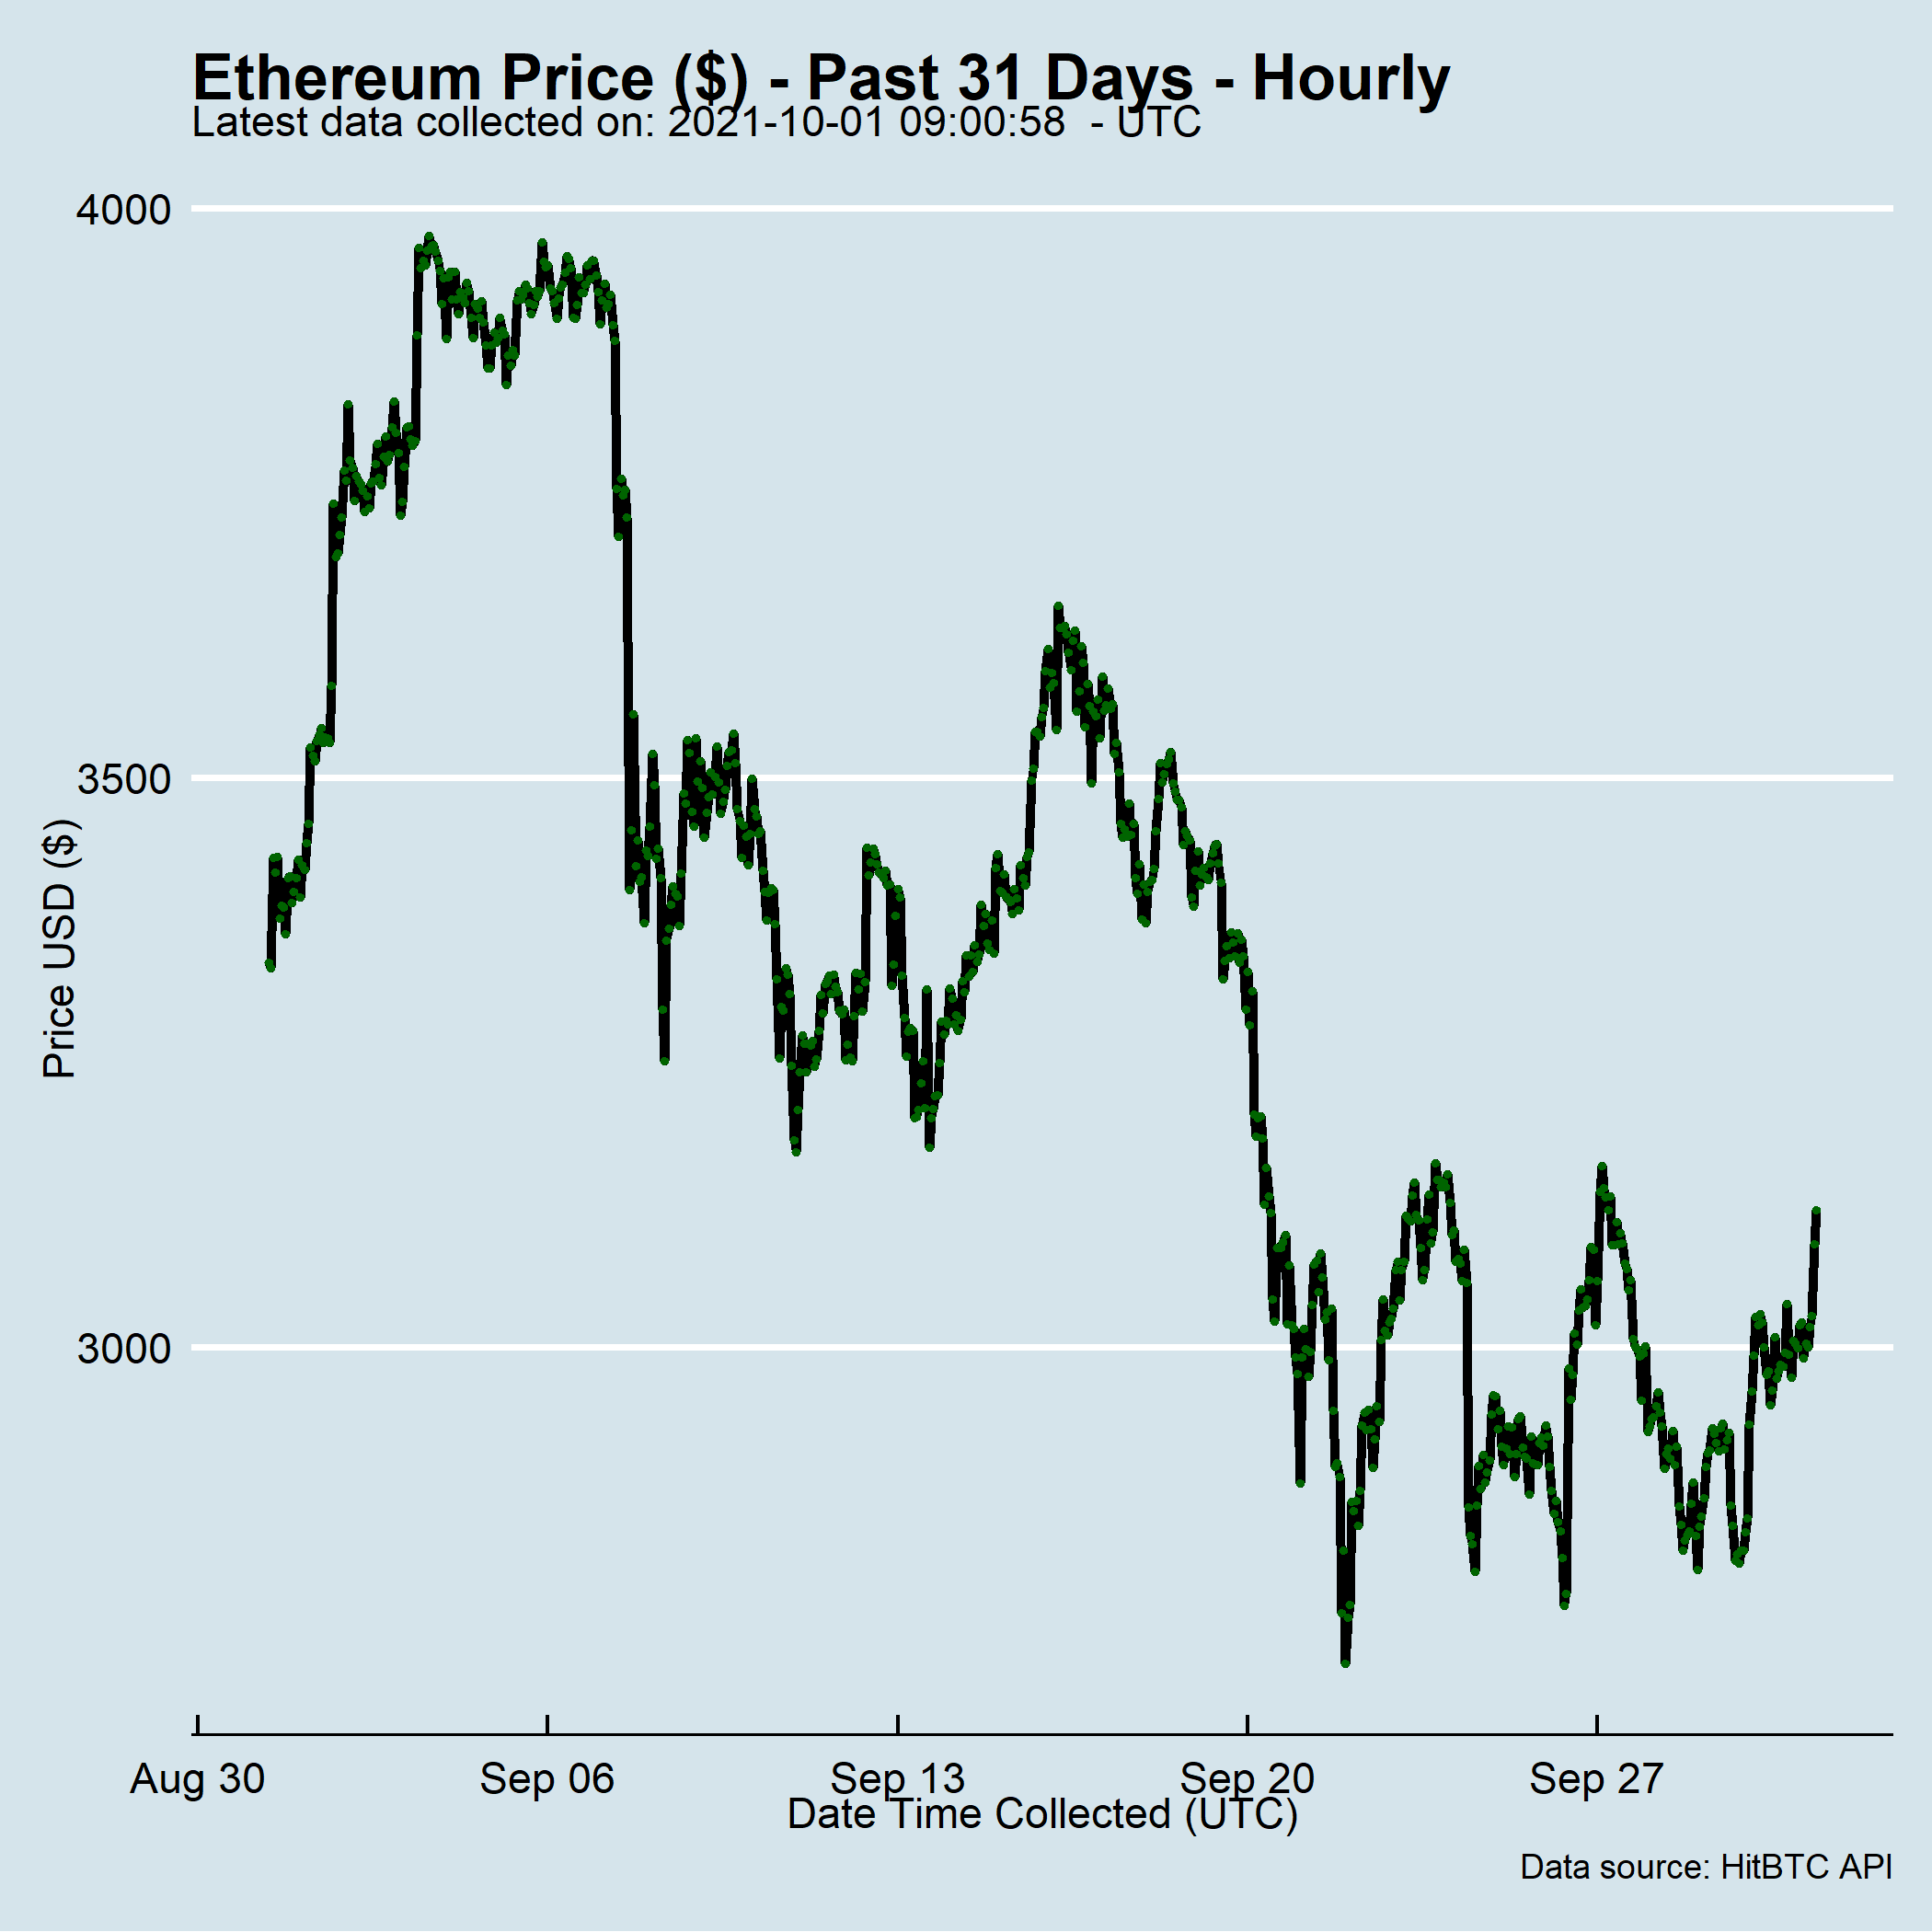 Ethereum Price ($) - Past 31 Days - Hourly
Latest data collected on: 2021-10-01 09:00:58  - UTC
4000
3500
3000
Price USD ($)
Aug 30
Sep 06
Sep 13
Sep 20
Sep 27
Date Time Collected (UTC)
Data source: HitBTC API